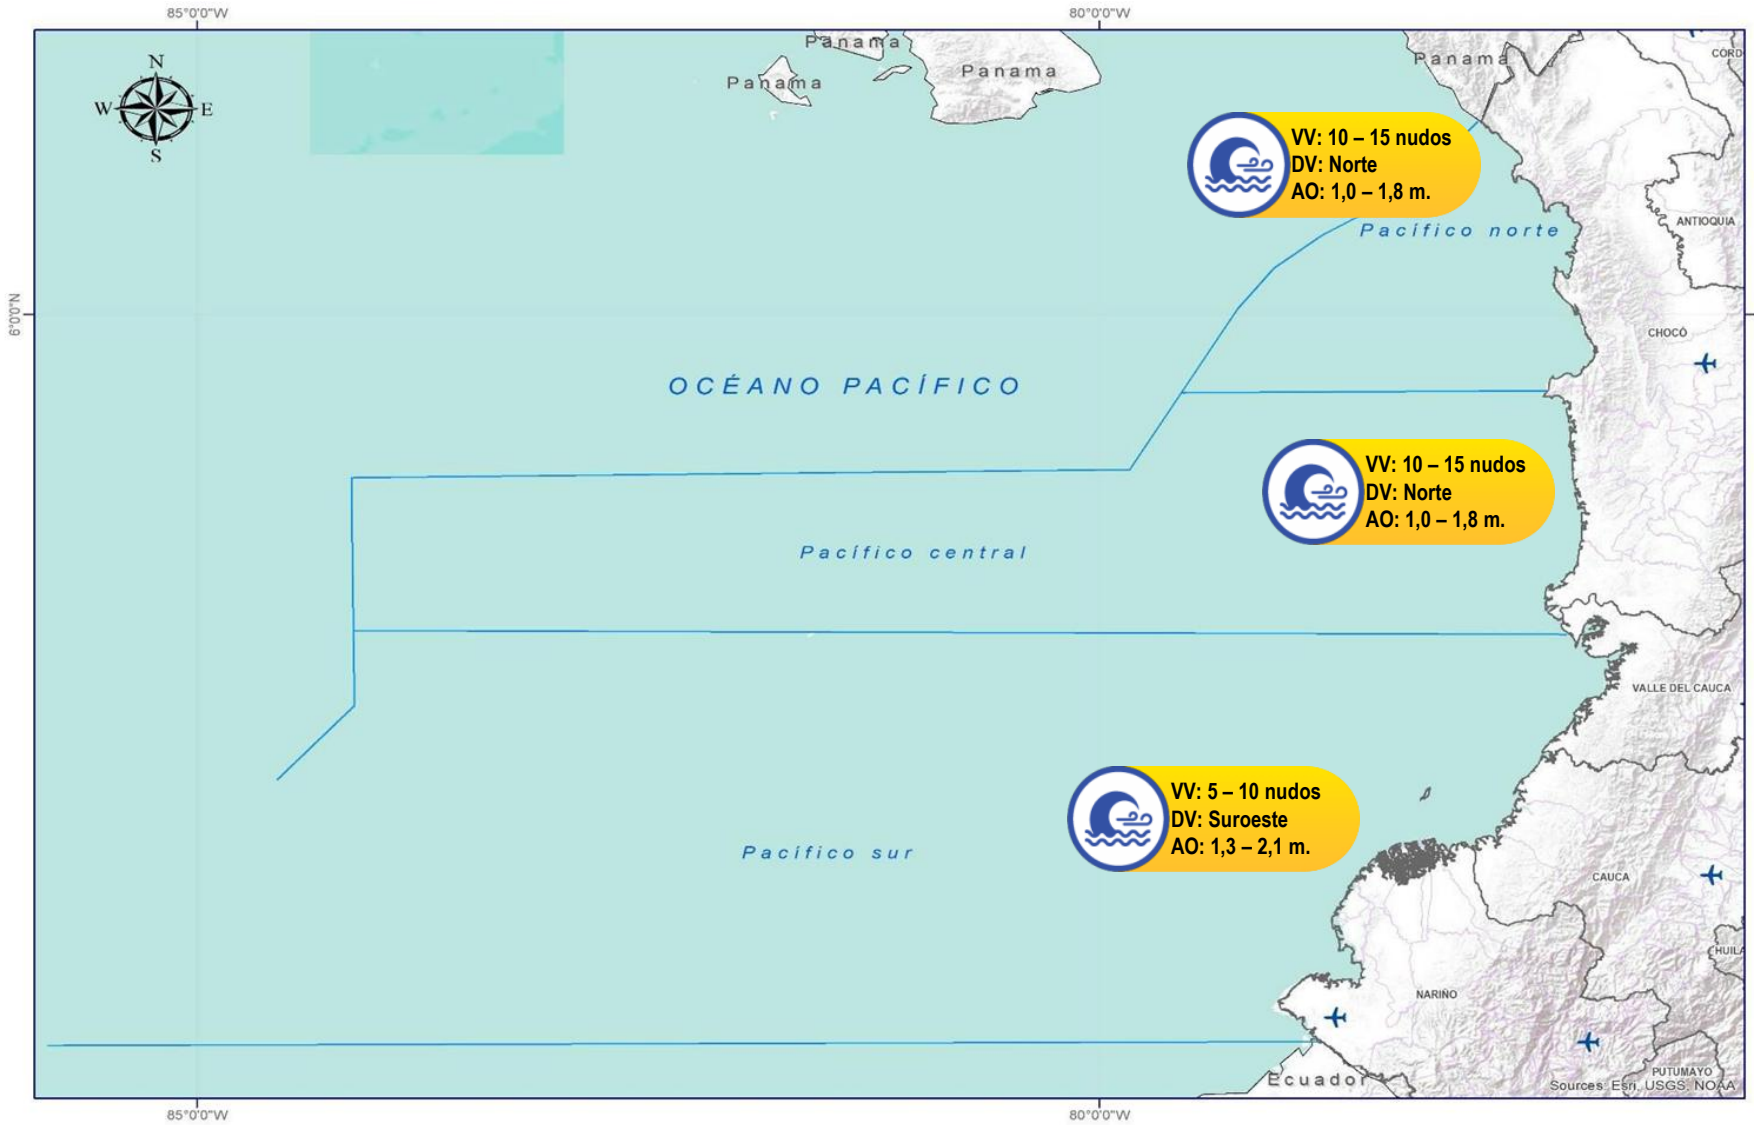 85°0'0"W
80°0'0"W
N
W
E
S
Panama
Panama
Panama
Panama
CÓRD
VV: 10 – 15 nudos
DV: Norte
AO: 1,0 – 1,8 m.
Pacífico norte
ANTIOQUIA
6°0'0"N
CHOCÓ
OCÉANO PACÍFICO
VV: 10 – 15 nudos
DV: Norte
AO: 1,0 – 1,8 m.
Pacífico central
VALLE DEL CAUCA
VV: 5 – 10 nudos
DV: Suroeste
AO: 1,3 – 2,1 m.
Pacífico sur
CAUCA
HUILA
NARIÑO
PUTUMAYO
Ecuador
Sources: Esri, USGS, NOAA
85°0'0"W
80°0'0"W